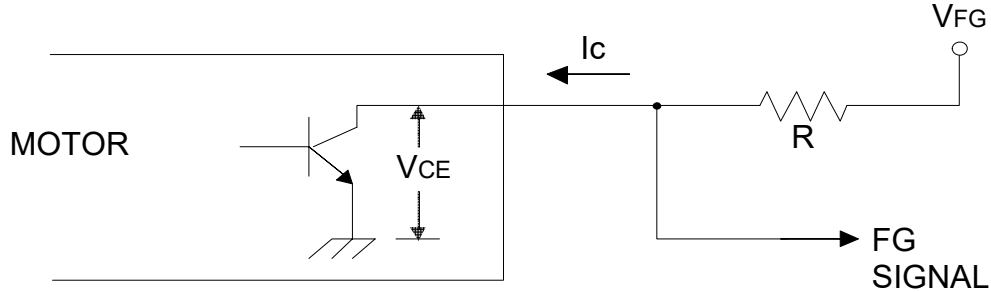 VFG
Ic
R
MOTOR
VCE
FG
SIGNAL